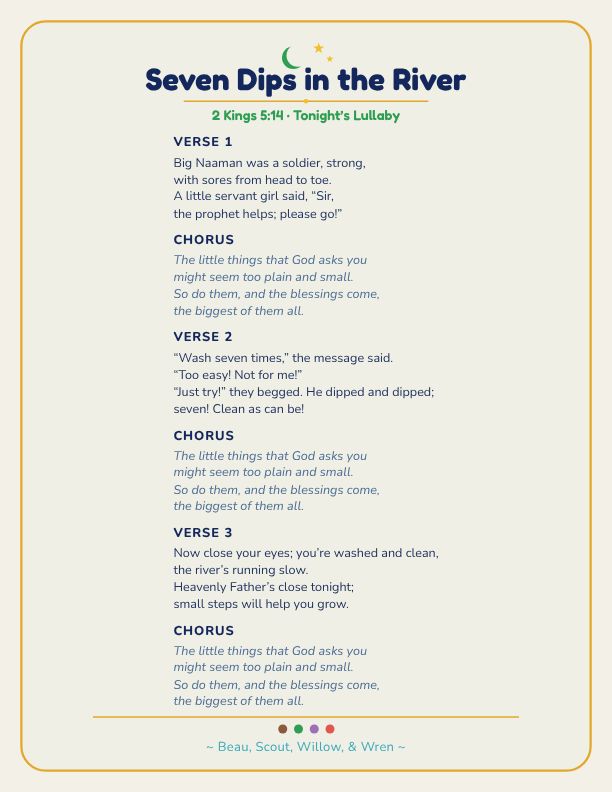 Seven Dips in the River
2 Kings 5:14 · Tonight's Lullaby
VERSE 1
Big Naaman was a soldier, strong,
with sores from head to toe.
A little servant girl said, “Sir,
the prophet helps; please go!”
CHORUS
The little things that God asks you
might seem too plain and small.
So do them, and the blessings come,
the biggest of them all.
VERSE 2
“Wash seven times,” the message said.
“Too easy! Not for me!”
“Just try!” they begged. He dipped and dipped;
seven! Clean as can be!
CHORUS
The little things that God asks you
might seem too plain and small.
So do them, and the blessings come,
the biggest of them all.
VERSE 3
Now close your eyes; you’re washed and clean,
the river’s running slow.
Heavenly Father’s close tonight;
small steps will help you grow.
CHORUS
The little things that God asks you
might seem too plain and small.
So do them, and the blessings come,
the biggest of them all.
~ Beau, Scout, Willow, & Wren ~